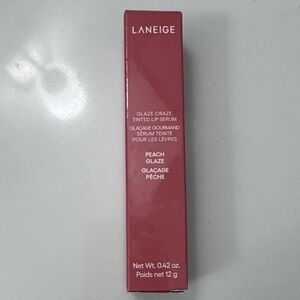 LANEIGE
GLAZE CRAZE
TINTED LIP SERUM
GLAÇAGE GOURMAND
SÉRUM TEINTÉ
POUR LES LÈVRES
PEACH
GLAZE
GLAÇAGE
PÊCHE
Net Wt. 0.42 oz.
Poids net 12 g